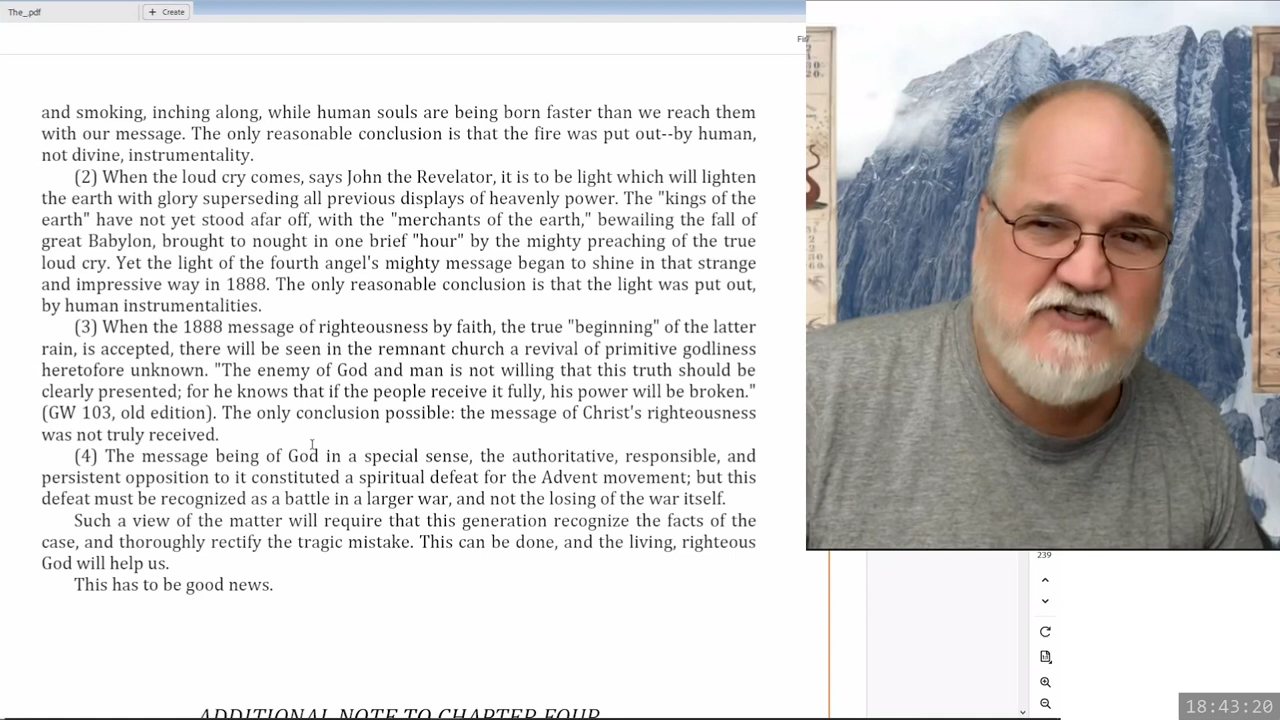 The_pdf
+ Create
and smoking, inching along, while human souls are being born faster than we reach them
with our message. The only reasonable conclusion is that the fire was put out--by human,
not divine, instrumentality.
(2) When the loud cry comes, says John the Revelator, it is to be light which will lighten
the earth with glory superseding all previous displays of heavenly power. The "kings of the
earth" have not yet stood afar off, with the "merchants of the earth," bewailing the fall of
great Babylon, brought to nought in one brief "hour" by the mighty preaching of the true
loud cry. Yet the light of the fourth angel's mighty message began to shine in that strange
and impressive way in 1888. The only reasonable conclusion is that the light was put out,
by human instrumentalities.
(3) When the 1888 message of righteousness by faith, the true "beginning" of the latter
rain, is accepted, there will be seen in the remnant church a revival of primitive godliness
heretofore unknown. "The enemy of God and man is not willing that this truth should be
clearly presented; for he knows that if the people receive it fully, his power will be broken."
(GW 103, old edition). The only conclusion possible: the message of Christ's righteousness
was not truly received.
(4) The message being of God in a special sense, the authoritative, responsible, and
persistent opposition to it constituted a spiritual defeat for the Advent movement; but this
defeat must be recognized as a battle in a larger war, and not the losing of the war itself.
Such a view of the matter will require that this generation recognize the facts of the
case, and thoroughly rectify the tragic mistake. This can be done, and the living, righteous
God will help us.
This has to be good news.
ADDITIONAL NOTE TO CHAPTER FOUR
239
18:43:20